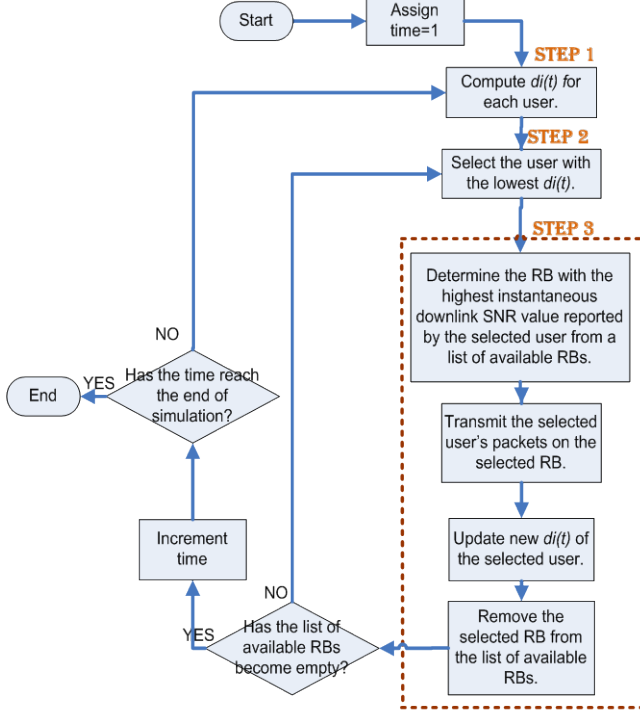 Start
Assign
time=1
STEP 1
Compute di(t) for
each user.
STEP 2
Select the user with
the lowest di(t).
STEP 3
Determine the RB with the
highest instantaneous
downlink SNR value reported
by the selected user from a
list of available RBs.
Transmit the selected
user's packets on the
selected RB.
Update new di(t) of
the selected user.
Remove the
selected RB from
the list of available
RBs.
Has the list of
available RBs
become empty?
NO
YES
Increment
time
Has the time reach
the end of
simulation?
NO
YES
End